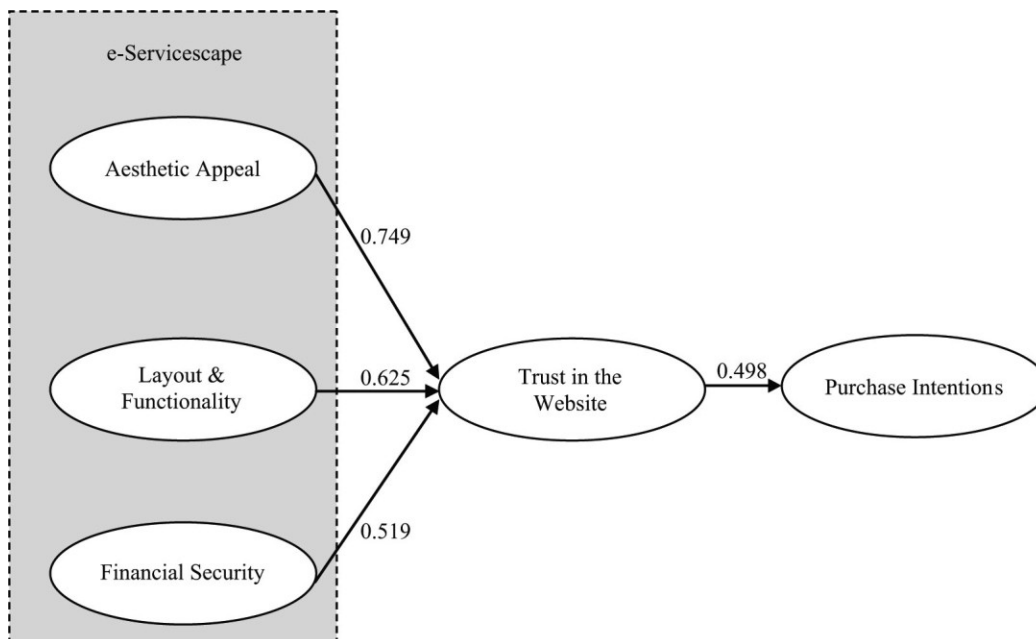 e-Servicescape
Aesthetic Appeal
0.749
Layout &
Functionality
0.625
Trust in the
Website
0.498
Purchase Intentions
0.519
Financial Security